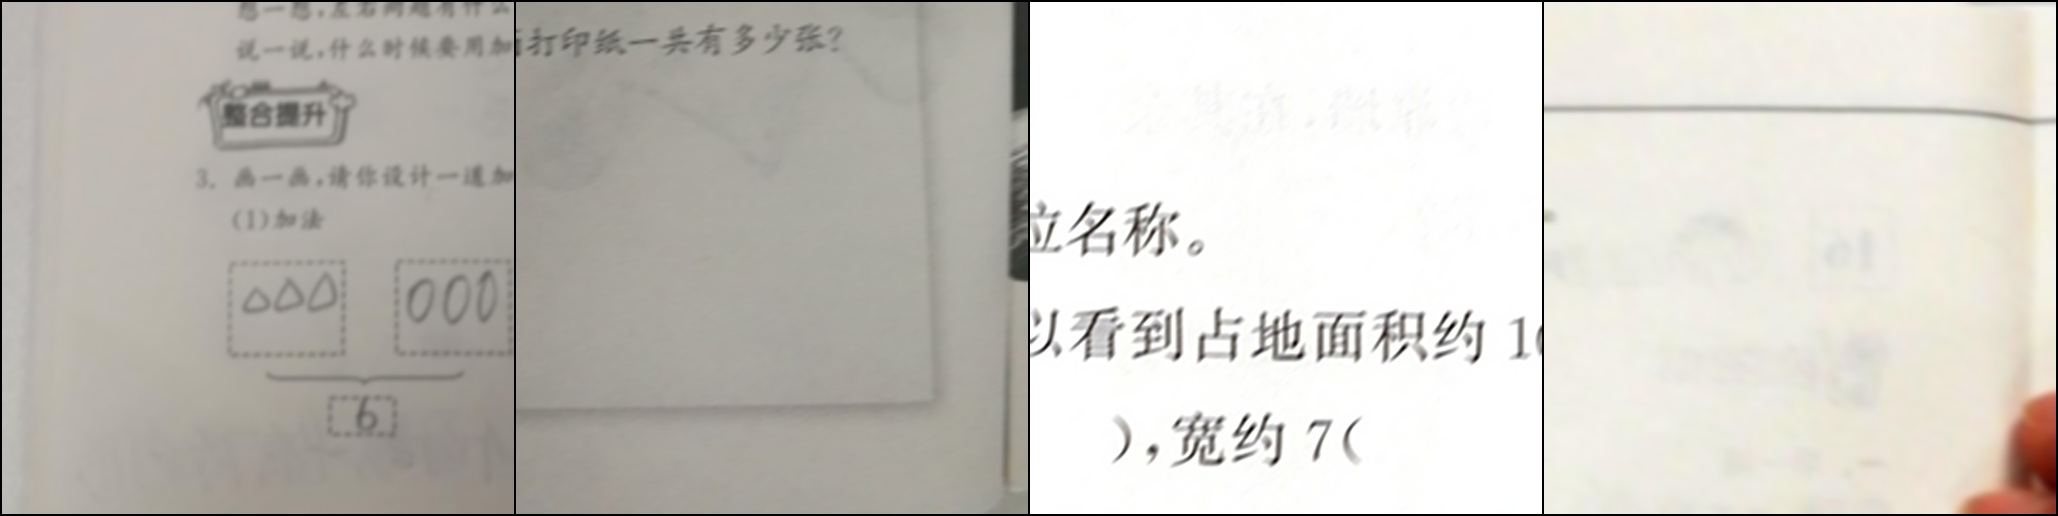 想一想,左右两题有什么
说一说,什么时候要用加
整合提升
3. 画一画,请你设计一道加
(1)加法
6
打印纸一共有多少张?
位名称。
以看到占地面积约 1
),宽约 7(
16